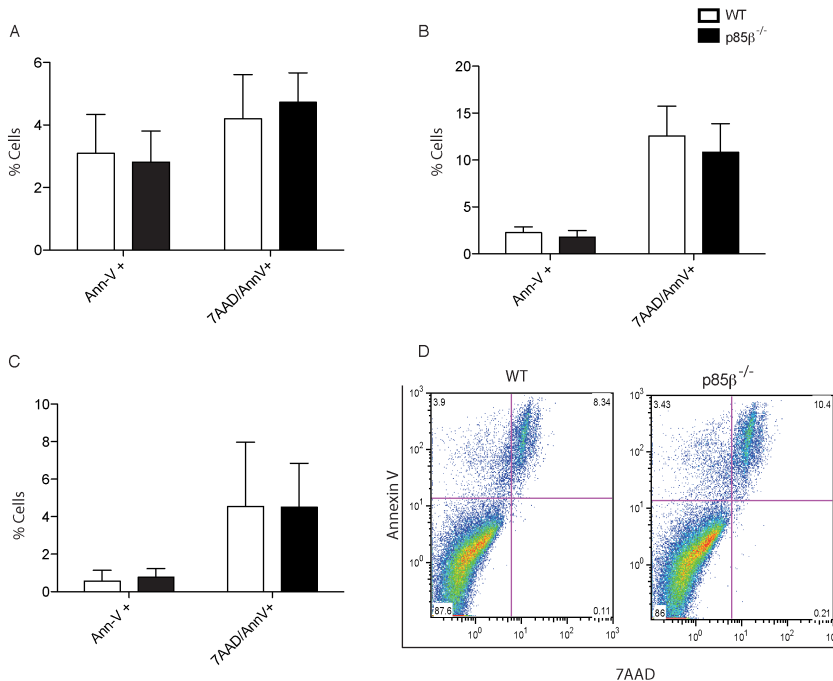 A
% Cells
6
4
2
0
Ann-V +
7AAD/AnnV+
B
WT
p85β-/-
% Cells
20
15
10
5
0
Ann-V +
7AAD/AnnV+
C
% Cells
10
8
6
4
2
0
Ann-V +
7AAD/AnnV+
D
WT
p85β-/-
Annexin V
10³
10²
10¹
10⁰
3.9
8.34
87.6
0.11
10⁰ 10¹ 10² 10³
10³
10²
10¹
10⁰
3.43
10.4
86
0.21
10⁰ 10¹ 10² 10³
7AAD